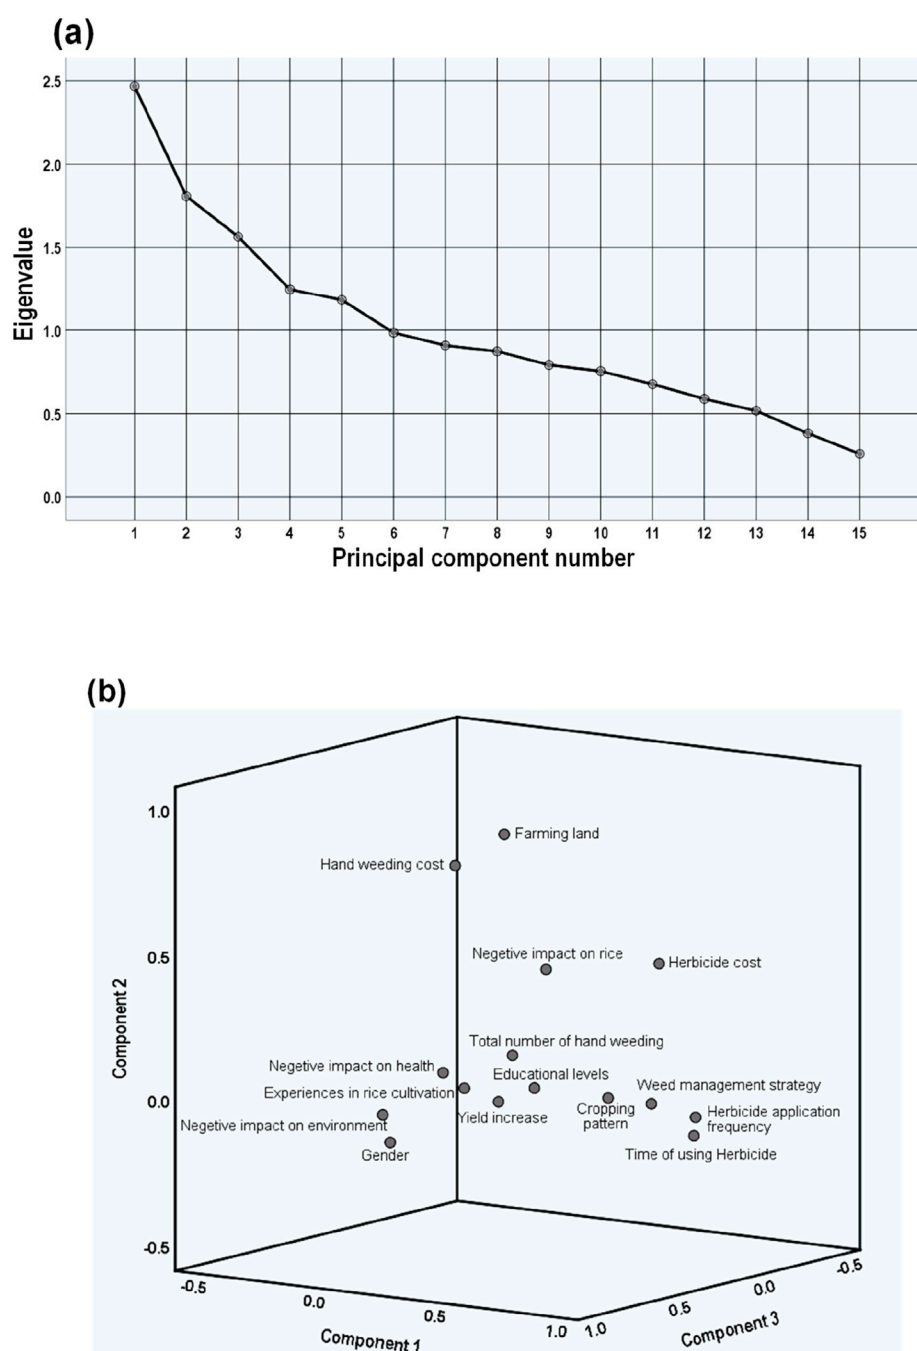 (a)
Eigenvalue
2.5
2.0
1.5
1.0
0.5
0.0
1 2 3 4 5 6 7 8 9 10 11 12 13 14 15
Principal component number
(b)
Component 2
1.0
0.5
0.0
-0.5
Farming land
Hand weeding cost
Negetive impact on rice
Herbicide cost
Total number of hand weeding
Negetive impact on health
Educational levels
Experiences in rice cultivation
Weed management strategy
Yield increase
Cropping
pattern
Herbicide application
frequency
Negetive impact on environment
Gender
Time of using Herbicide
-0.5 0.0 0.5 1.0
Component 1
1.0 0.5 0.0 -0.5
Component 3